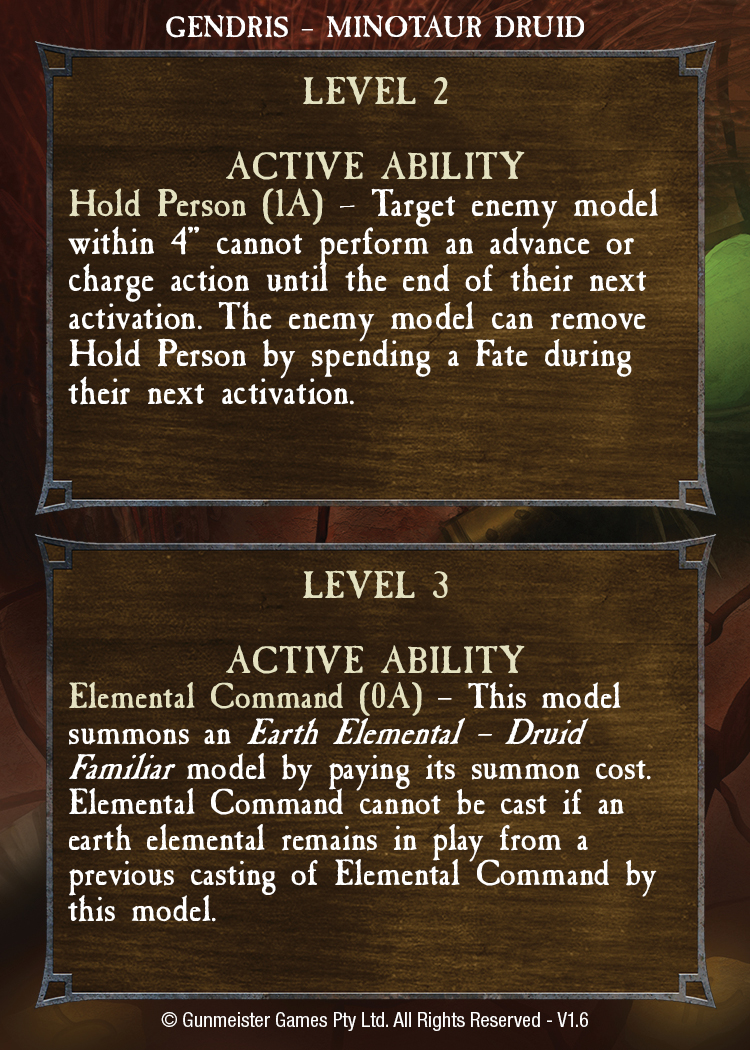 GENDRIS – MINOTAUR DRUID
LEVEL 2
ACTIVE ABILITY
Hold Person (1A) – Target enemy model
within 4” cannot perform an advance or
charge action until the end of their next
activation. The enemy model can remove
Hold Person by spending a Fate during
their next activation.
LEVEL 3
ACTIVE ABILITY
Elemental Command (0A) – This model
summons an Earth Elemental – Druid
Familiar model by paying its summon cost.
Elemental Command cannot be cast if an
earth elemental remains in play from a
previous casting of Elemental Command by
this model.
© Gunmeister Games Pty Ltd. All Rights Reserved - V1.6